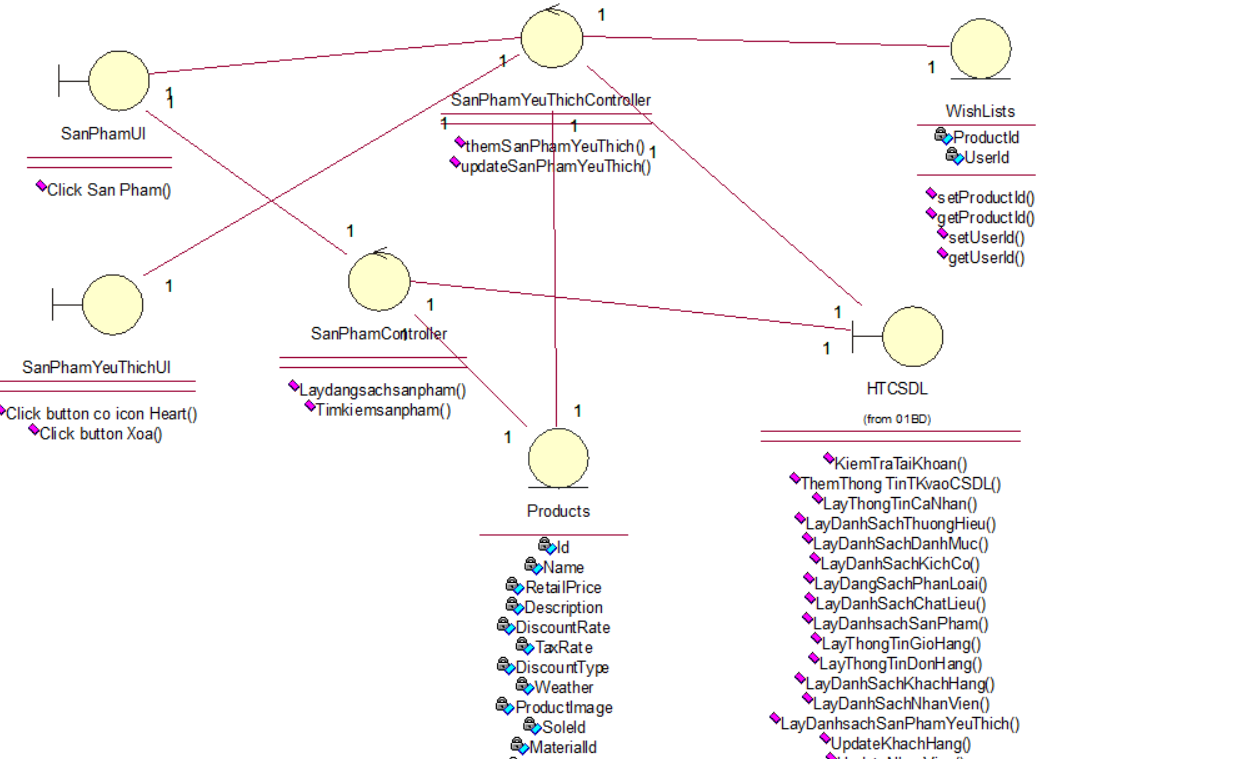 1
1
1
1
1
SanPhamUI
Click San Pham()
SanPhamYeuThichController
1
1
themSanPhamYeuThich()
1
updateSanPhamYeuThich()
1
WishLists
ProductId
UserId
setProductId()
getProductId()
setUserId()
getUserId()
1
1
SanPhamYeuThichUI
Click button co icon Heart()
Click button Xoa()
1
SanPhamController
1
Laydangsachsanpham()
Timkiemsanpham()
1
1
HTCSDL
(from 01BD)
KiemTraTaiKhoan()
ThemThong TinTKvaoCSDL()
LayThongTinCaNhan()
LayDanhSachThuongHieu()
LayDanhSachDanhMuc()
LayDanhSachKichCo()
LayDangSachPhanLoai()
LayDanhSachChatLieu()
LayDanhsachSanPham()
LayThongTinGioHang()
LayThongTinDonHang()
LayDanhSachKhachHang()
LayDanhSachNhanVien()
LayDanhsachSanPhamYeuThich()
UpdateKhachHang()
1
1
Products
Id
Name
RetailPrice
Description
DiscountRate
TaxRate
DiscountType
Weather
ProductImage
SoleId
MaterialId